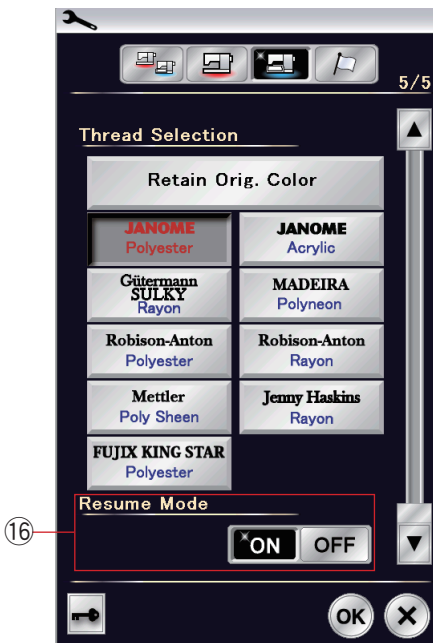 5/5
Thread Selection
Retain Orig. Color
JANOME
Polyester
JANOME
Acrylic
Gütermann
SULKY
Rayon
MADEIRA
Polyneon
Robison-Anton
Polyester
Robison-Anton
Rayon
Mettler
Poly Sheen
Jenny Haskins
Rayon
FUJIX KING STAR
Polyester
Resume Mode
⑯
ON OFF
OK